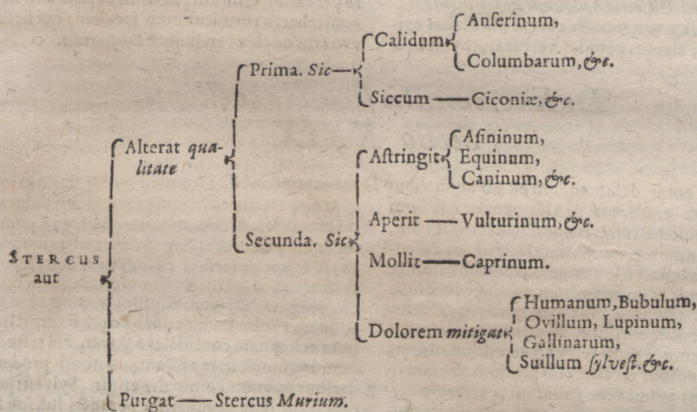 Anſerinum,
Calidum
Columbarum, &c.
Prima. Sic
Siccum Ciconiæ, &c.
Alterat qua-
litate
Aſininum,
Aſtringit Equinum,
Caninum, &c.
Aperit Vulturinum, &c.
Secunda. Sic
STERCUS
aut
Mollit Caprinum.
Humanum, Bubulum,
Ovillum, Lupinum,
Dolorem mitigat
Gallinarum,
Suillum ſylveſt. &c.
Purgat Stercus Murium.